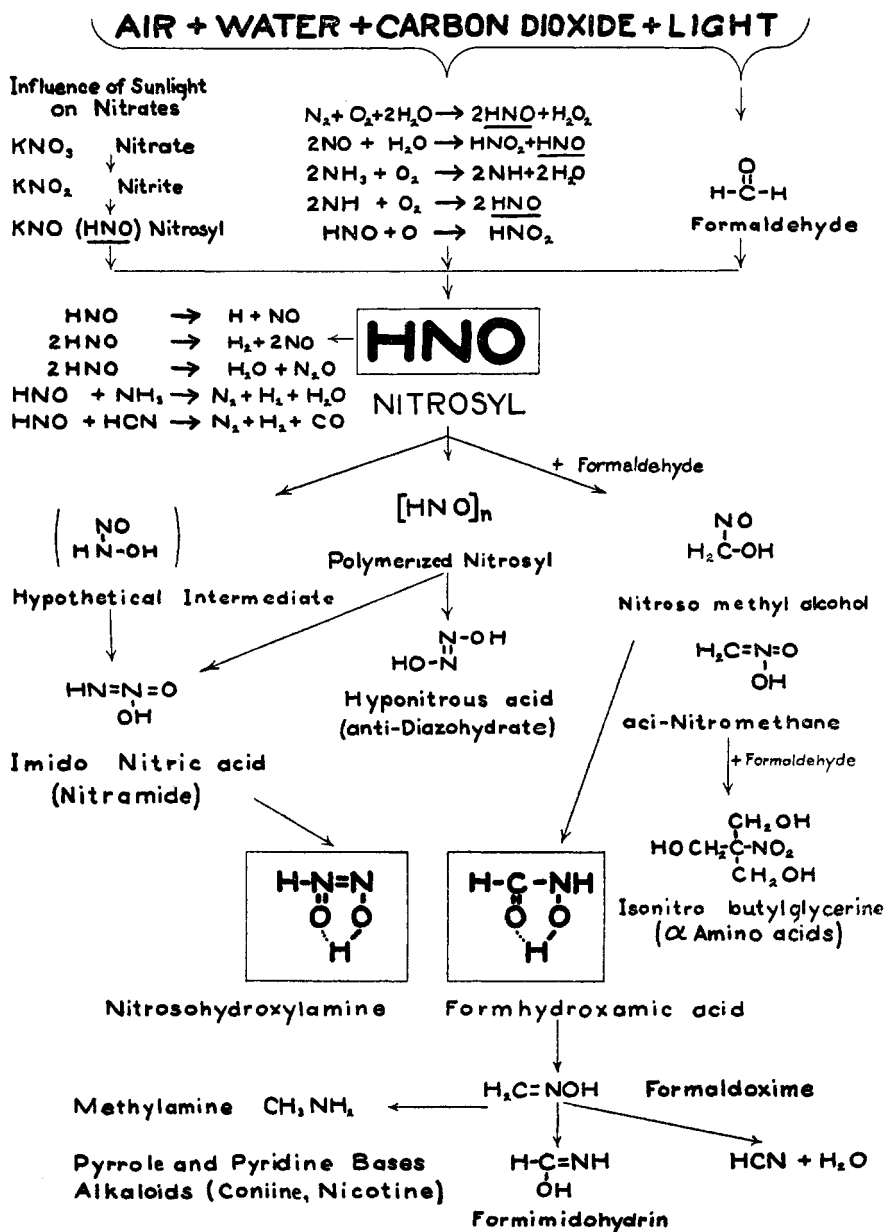 AIR + WATER + CARBON DIOXIDE + LIGHT
Influence of Sunlight
on Nitrates
KNO₃ Nitrate
KNO₂ Nitrite
KNO (HNO) Nitrosyl
N₂ + O₂ + 2H₂O → 2HNO + H₂O₂
2NO + H₂O → HNO₂ + HNO
2NH₃ + O₂ → 2NH + 2H₂O
2NH + O₂ → 2HNO
HNO + O → HNO₂
O
H-C-H
Formaldehyde
HNO → H + NO
2HNO → H₂ + 2NO
2HNO → H₂O + N₂O
HNO + NH₃ → N₂ + H₂ + H₂O
HNO + HCN → N₂ + H₂ + CO
HNO
NITROSYL
+ Formaldehyde
NO
HN-OH
Hypothetical Intermediate
[HNO]n
Polymerized Nitrosyl
NO
H₂C-OH
Nitroso methyl alcohol
HN=N=O
OH
Imido Nitric acid
(Nitramide)
N-OH
HO-N
Hyponitrous acid
(anti-Diazohydrate)
H₂C=N=O
OH
aci-Nitromethane
+ Formaldehyde
CH₂OH
HOCH₂-C-NO₂
CH₂OH
Isonitro butylglycerine
(α Amino acids)
H-N=N
O O
H
Nitrosohydroxylamine
H-C-NH
O O
H
Formhydroxamic acid
H₂C=NOH Formaldoxime
Methylamine CH₃NH₂
Pyrrole and Pyridine Bases
Alkaloids (Coniine, Nicotine)
H-C=NH
OH
Formimidohydrin
HCN + H₂O